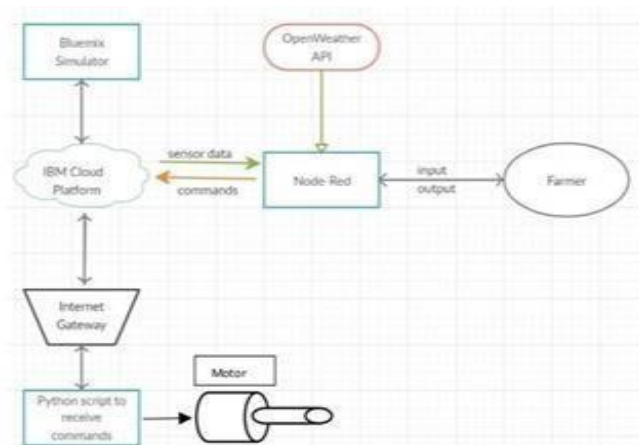 Bluemix
Simulator
OpenWeather
API
IBM Cloud
Platform
sensor data
commands
Node-Red
input
output
Farmer
Internet
Gateway
Python script to
receive
commands
Motor